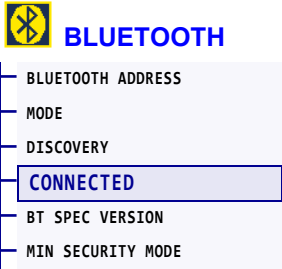 BLUETOOTH
BLUETOOTH ADDRESS
MODE
DISCOVERY
CONNECTED
BT SPEC VERSION
MIN SECURITY MODE